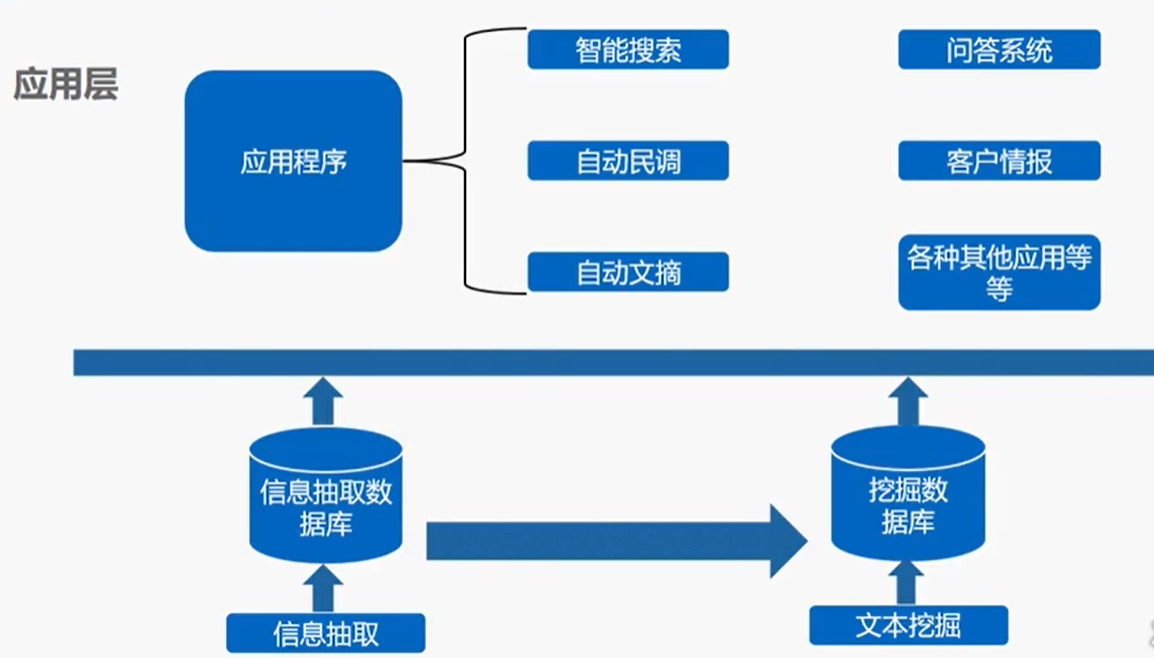 应用层
应用程序
智能搜索
问答系统
自动民调
客户情报
自动文摘
各种其他应用等
等
信息抽取数
据库
挖掘数
据库
信息抽取
文本挖掘